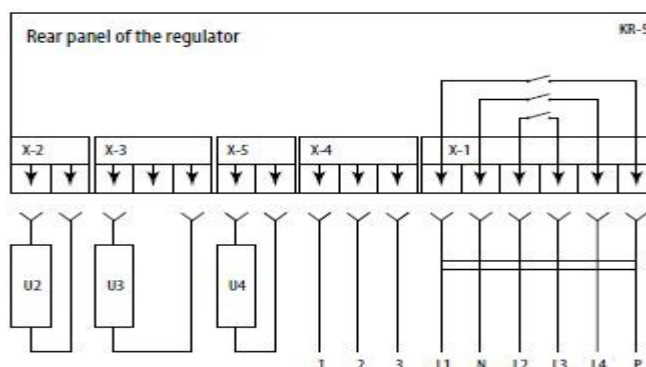 Rear panel of the regulator
X-2 X-3 X-5 X-4 X-1
U2 U3 U4
1 2 3 L1 N L2 L3 L4 P